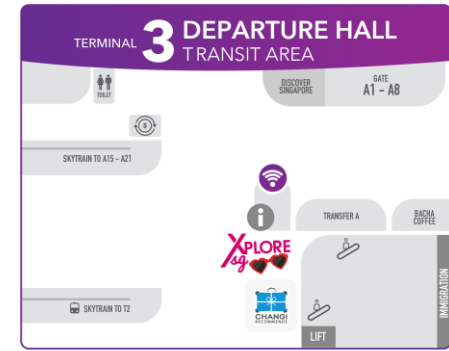 TERMINAL 3 DEPARTURE HALL
TRANSIT AREA
TOILET
DISCOVER
SINGAPORE
GATE
A1 – A8
$
SKYTRAIN TO A15 – A21
i
TRANSFER A
BACHA
COFFEE
XPLORE
sg
CHANGI
RECOMMENDS
IMMIGRATION
SKYTRAIN TO T2
LIFT